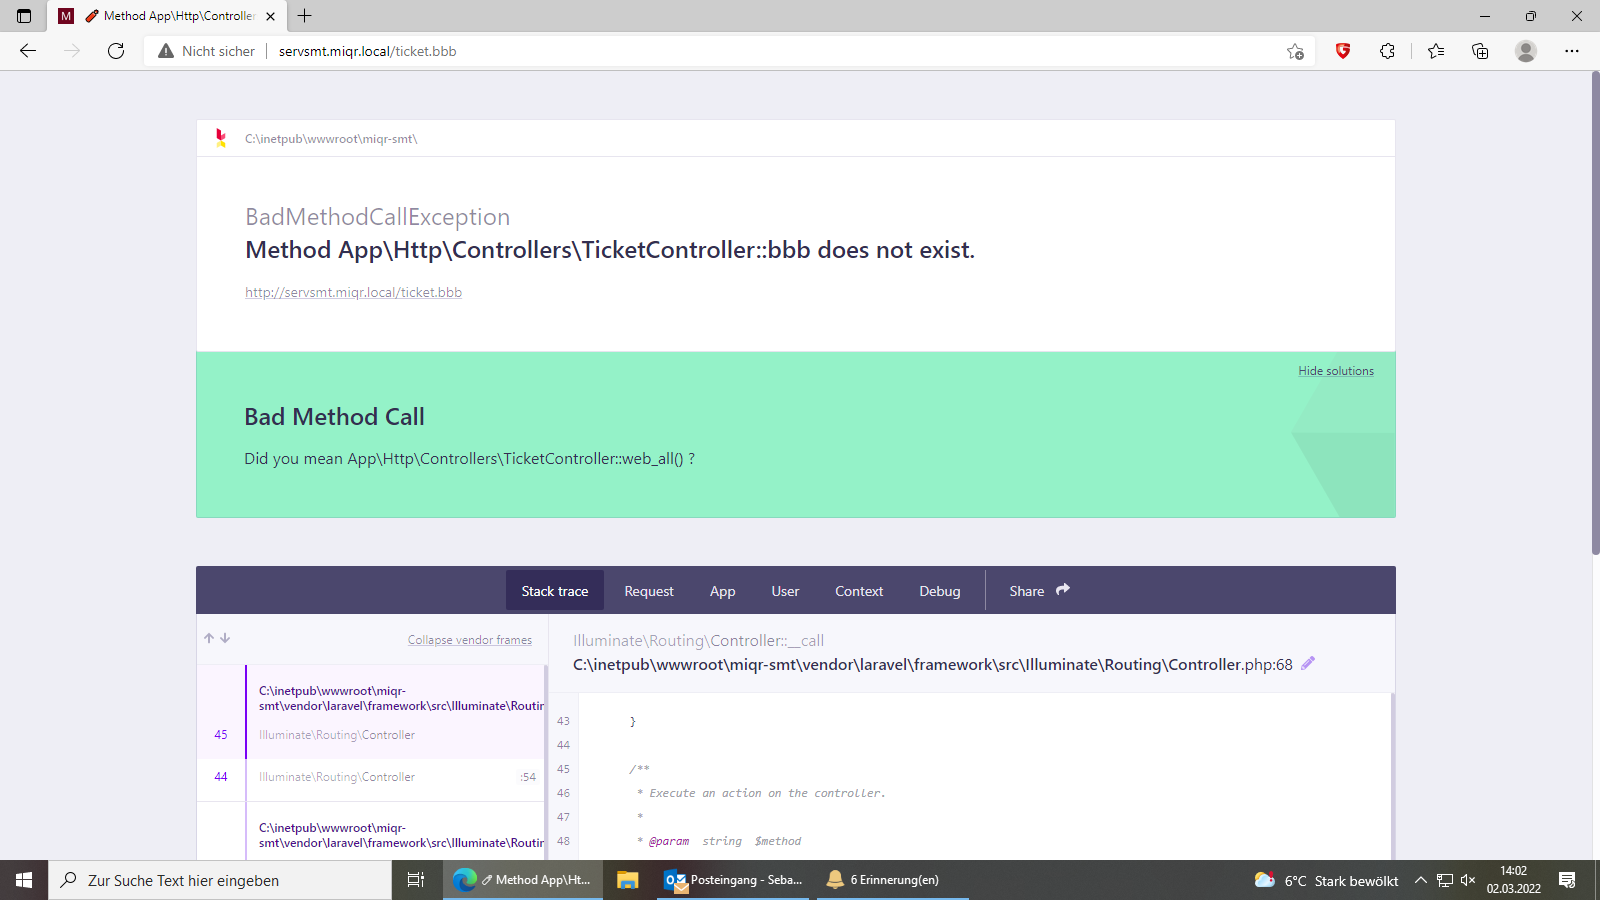 M
Method App\Http\Controller
Nicht sicher
servsmt.miqr.local/ticket.bbb
C:\inetpub\wwwroot\miqr-smt\
BadMethodCallException
Method App\Http\Controllers\TicketController::bbb does not exist.
http://servsmt.miqr.local/ticket.bbb
Hide solutions
Bad Method Call
Did you mean App\Http\Controllers\TicketController::web_all() ?
Stack trace Request App User Context Debug Share
Collapse vendor frames
C:\inetpub\wwwroot\miqr-
smt\vendor\laravel\framework\src\Illuminate\Routin
45 Illuminate\Routing\Controller
44 Illuminate\Routing\Controller :54
C:\inetpub\wwwroot\miqr-
smt\vendor\laravel\framework\src\Illuminate\Routin
Illuminate\Routing\Controller::__call
C:\inetpub\wwwroot\miqr-smt\vendor\laravel\framework\src\Illuminate\Routing\Controller.php:68
43 }
44
45 /**
46 * Execute an action on the controller.
47 *
48 * @param string $method
Zur Suche Text hier eingeben
Method App\Ht...
Posteingang - Seba...
6 Erinnerung(en)
6°C Stark bewölkt
14:02
02.03.2022